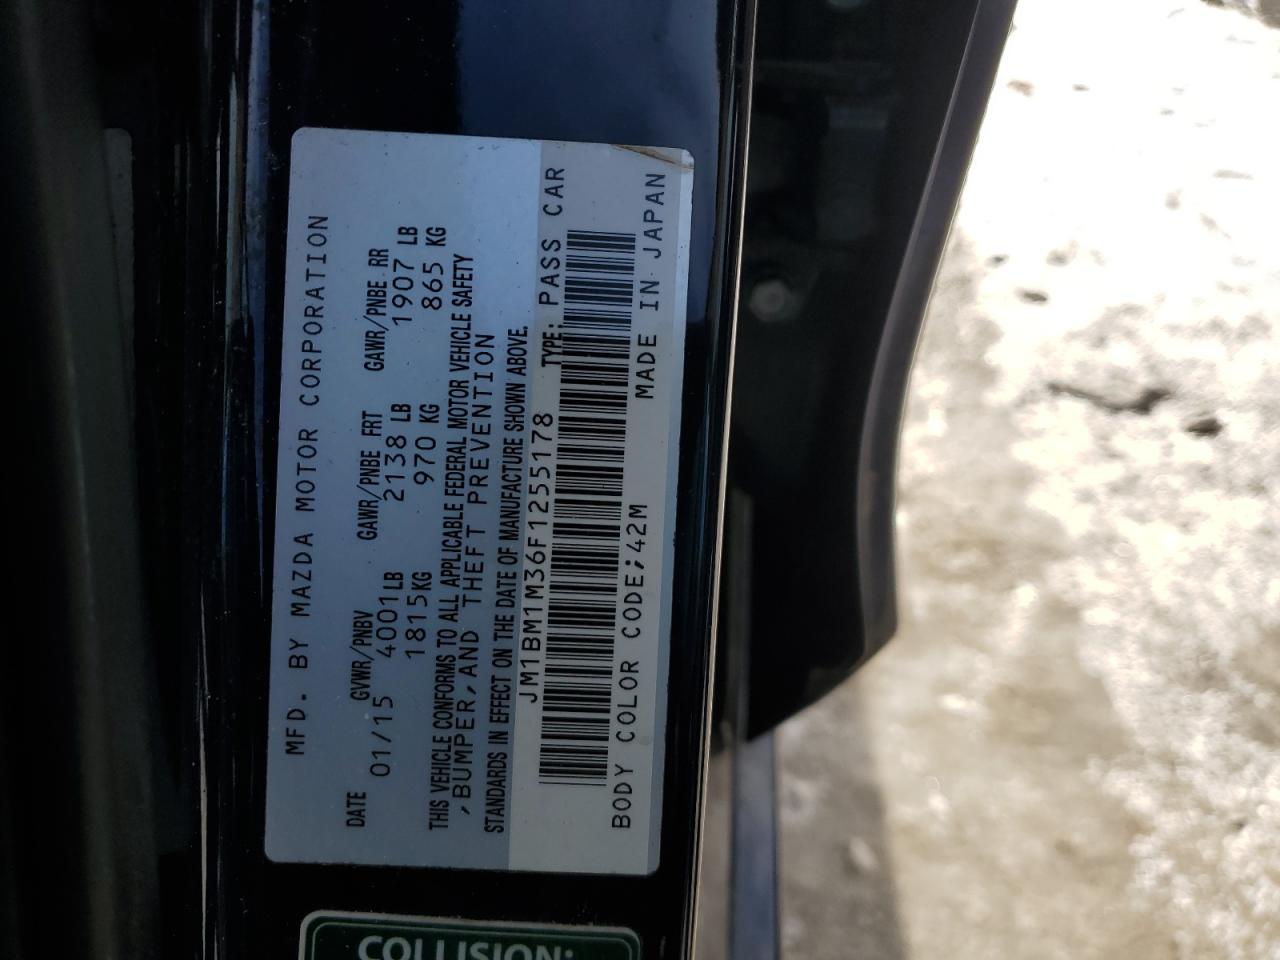 MFD. BY MAZDA MOTOR CORPORATION
DATE GVWR/PNBV GAWR/PNBE FRT GAWR/PNBE RR
01/15 4001LB 2138 LB 1907 LB
1815KG 970 KG 865 KG
THIS VEHICLE CONFORMS TO ALL APPLICABLE FEDERAL MOTOR VEHICLE SAFETY
,BUMPER,AND THEFT PREVENTION
STANDARDS IN EFFECT ON THE DATE OF MANUFACTURE SHOWN ABOVE.
JM1BM1M36F1255178 TYPE: PASS CAR
BODY COLOR CODE;42M MADE IN JAPAN
COLLISION: